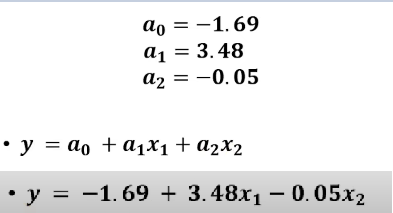 a₀ = −1.69
a₁ = 3.48
a₂ = −0.05
• y = a₀ + a₁x₁ + a₂x₂
• y = −1.69 + 3.48x₁ − 0.05x₂